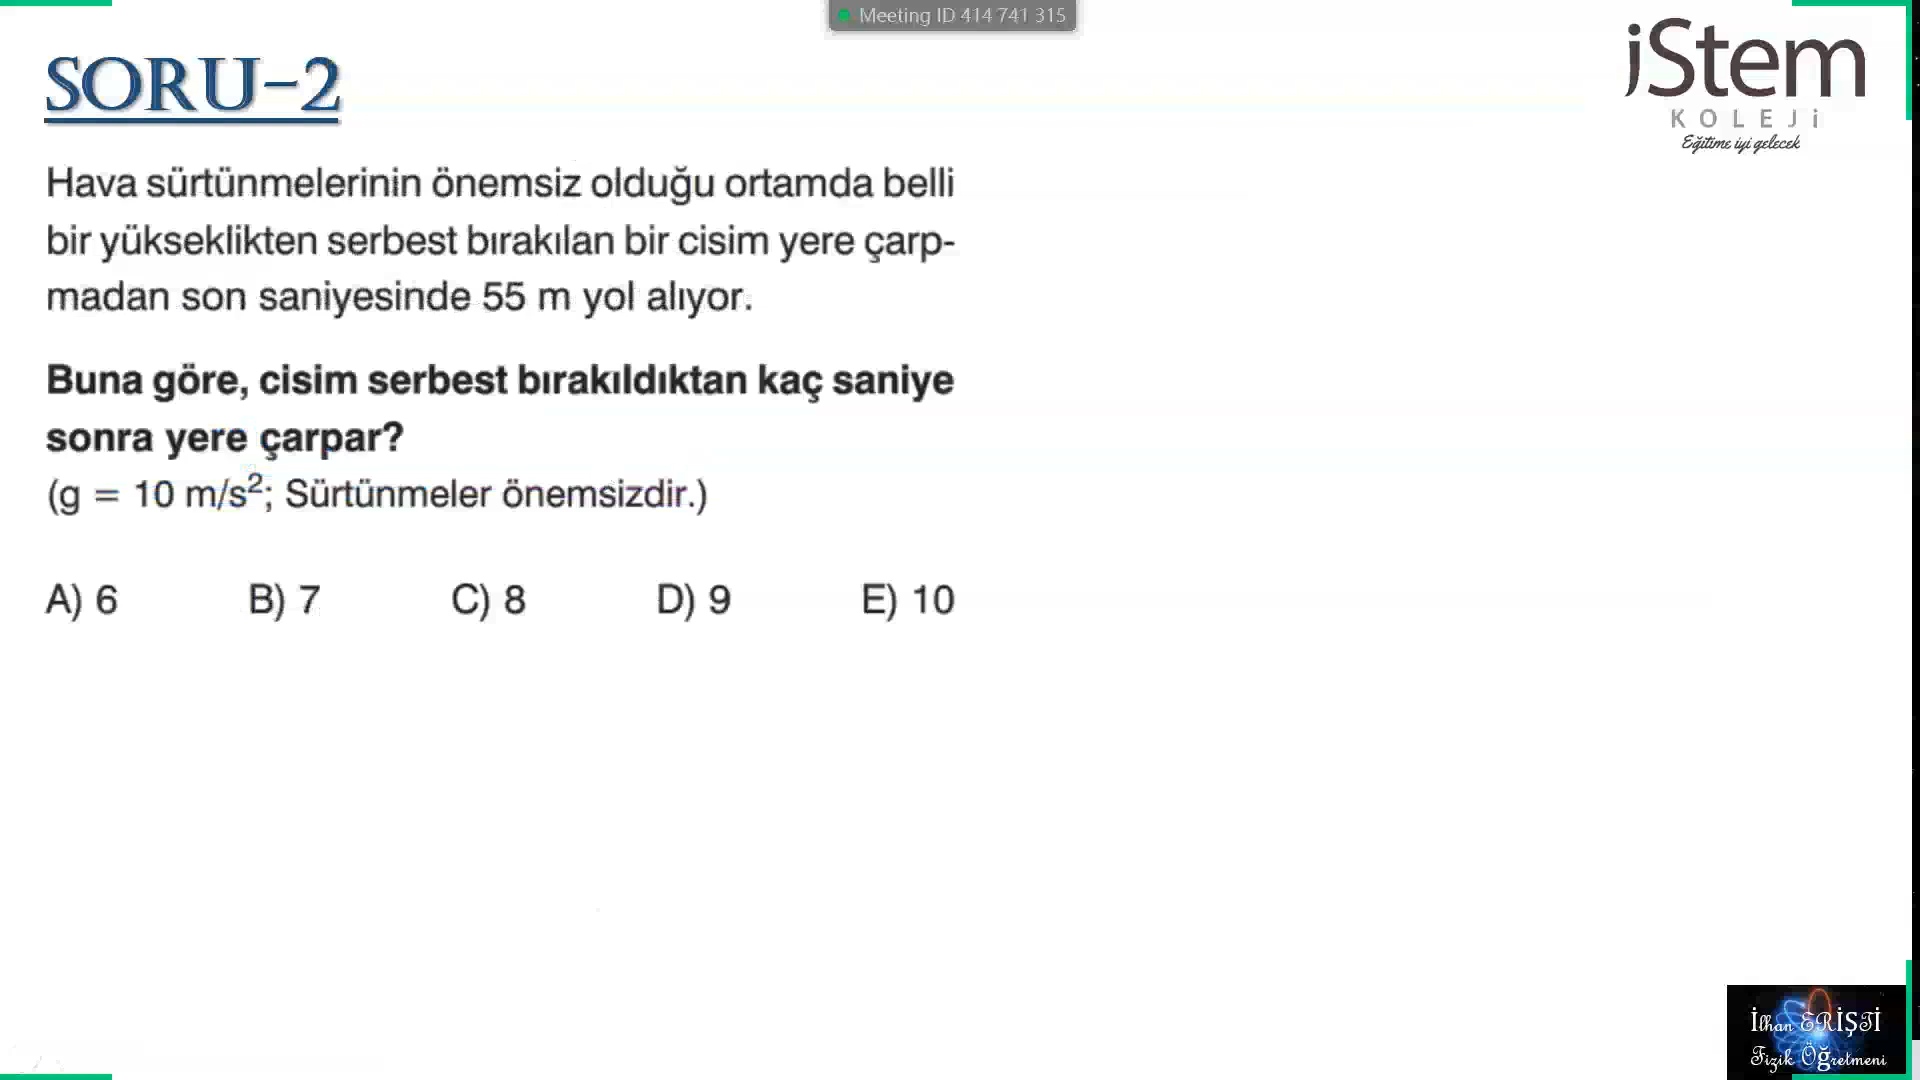 Meeting ID 414 741 315
SORU-2
iStem
KOLEJi
Eğitime iyi gelecek
Hava sürtünmelerinin önemsiz olduğu ortamda belli
bir yükseklikten serbest bırakılan bir cisim yere çarp-
madan son saniyesinde 55 m yol alıyor.
Buna göre, cisim serbest bırakıldıktan kaç saniye
sonra yere çarpar?
(g = 10 m/s²; Sürtünmeler önemsizdir.)
A) 6 B) 7 C) 8 D) 9 E) 10
İlhan ERİŞTİ
Fizik Öğretmeni